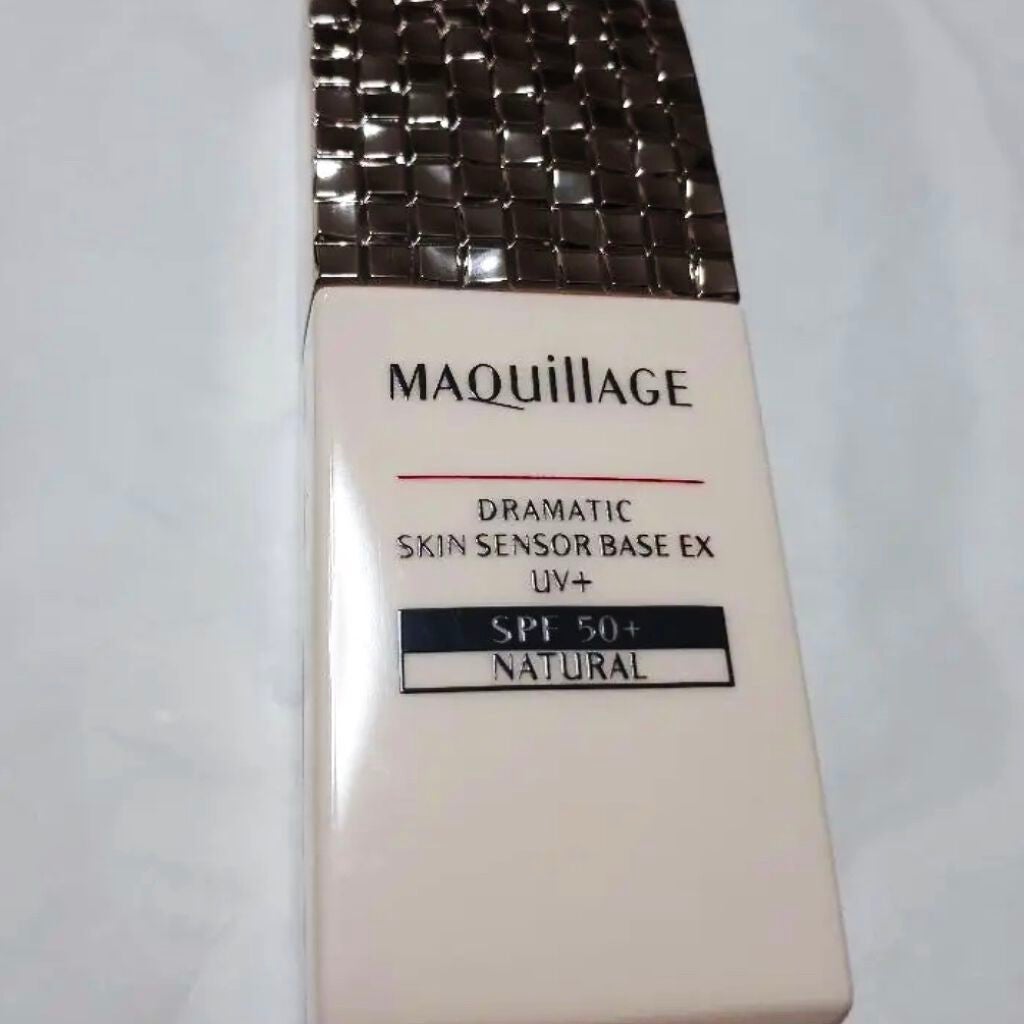 MAQuillAGE
DRAMATIC
SKIN SENSOR BASE EX
UV+
SPF 50+
NATURAL